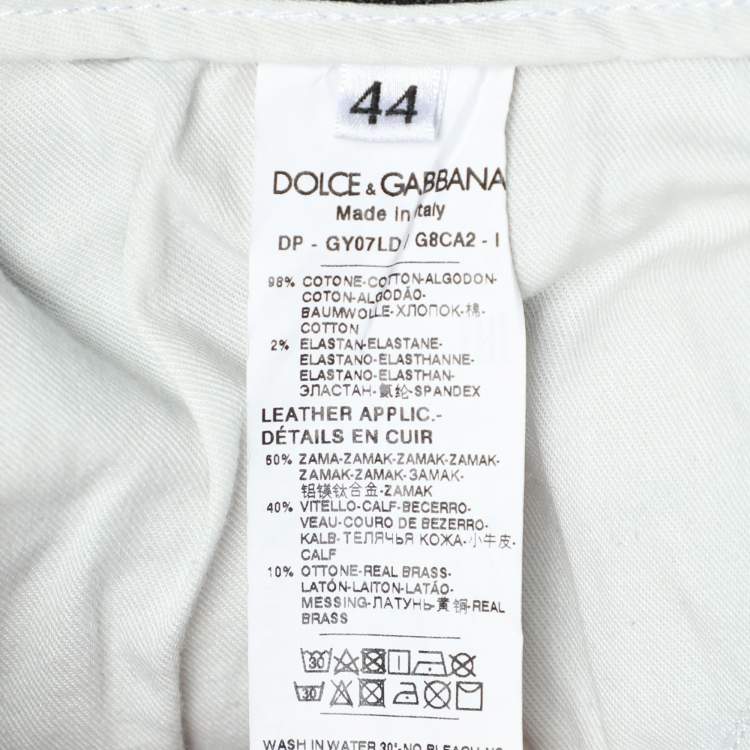 44
DOLCE & GABBANA
Made in Italy
DP - GY07LD/ G8CA2 - I
98% COTONE-COTTON-ALGODON-
COTON-ALGODÃO-
BAUMWOLLE-ХЛОПОК-棉-
COTTON
2% ELASTAN-ELASTANE-
ELASTANO-ELASTHANNE-
ELASTANO-ELASTHAN-
ЭЛАСТАН-氨纶-SPANDEX
LEATHER APPLIC.-
DÉTAILS EN CUIR
50% ZAMA-ZAMAK-ZAMAK-ZAMAK-
ZAMAK-ZAMAK-ЗАМАК-
铝镁钛合金-ZAMAK
40% VITELLO-CALF-BECERRO-
VEAU-COURO DE BEZERRO-
KALB-ТЕЛЯЧЬЯ КОЖА-小牛皮-
CALF
10% OTTONE-REAL BRASS-
LATÓN-LAITON-LATÃO-
MESSING-ЛАТУНЬ-黄铜-REAL
BRASS
30
30
WASH IN WATER 30°-NO BLEACH-NO